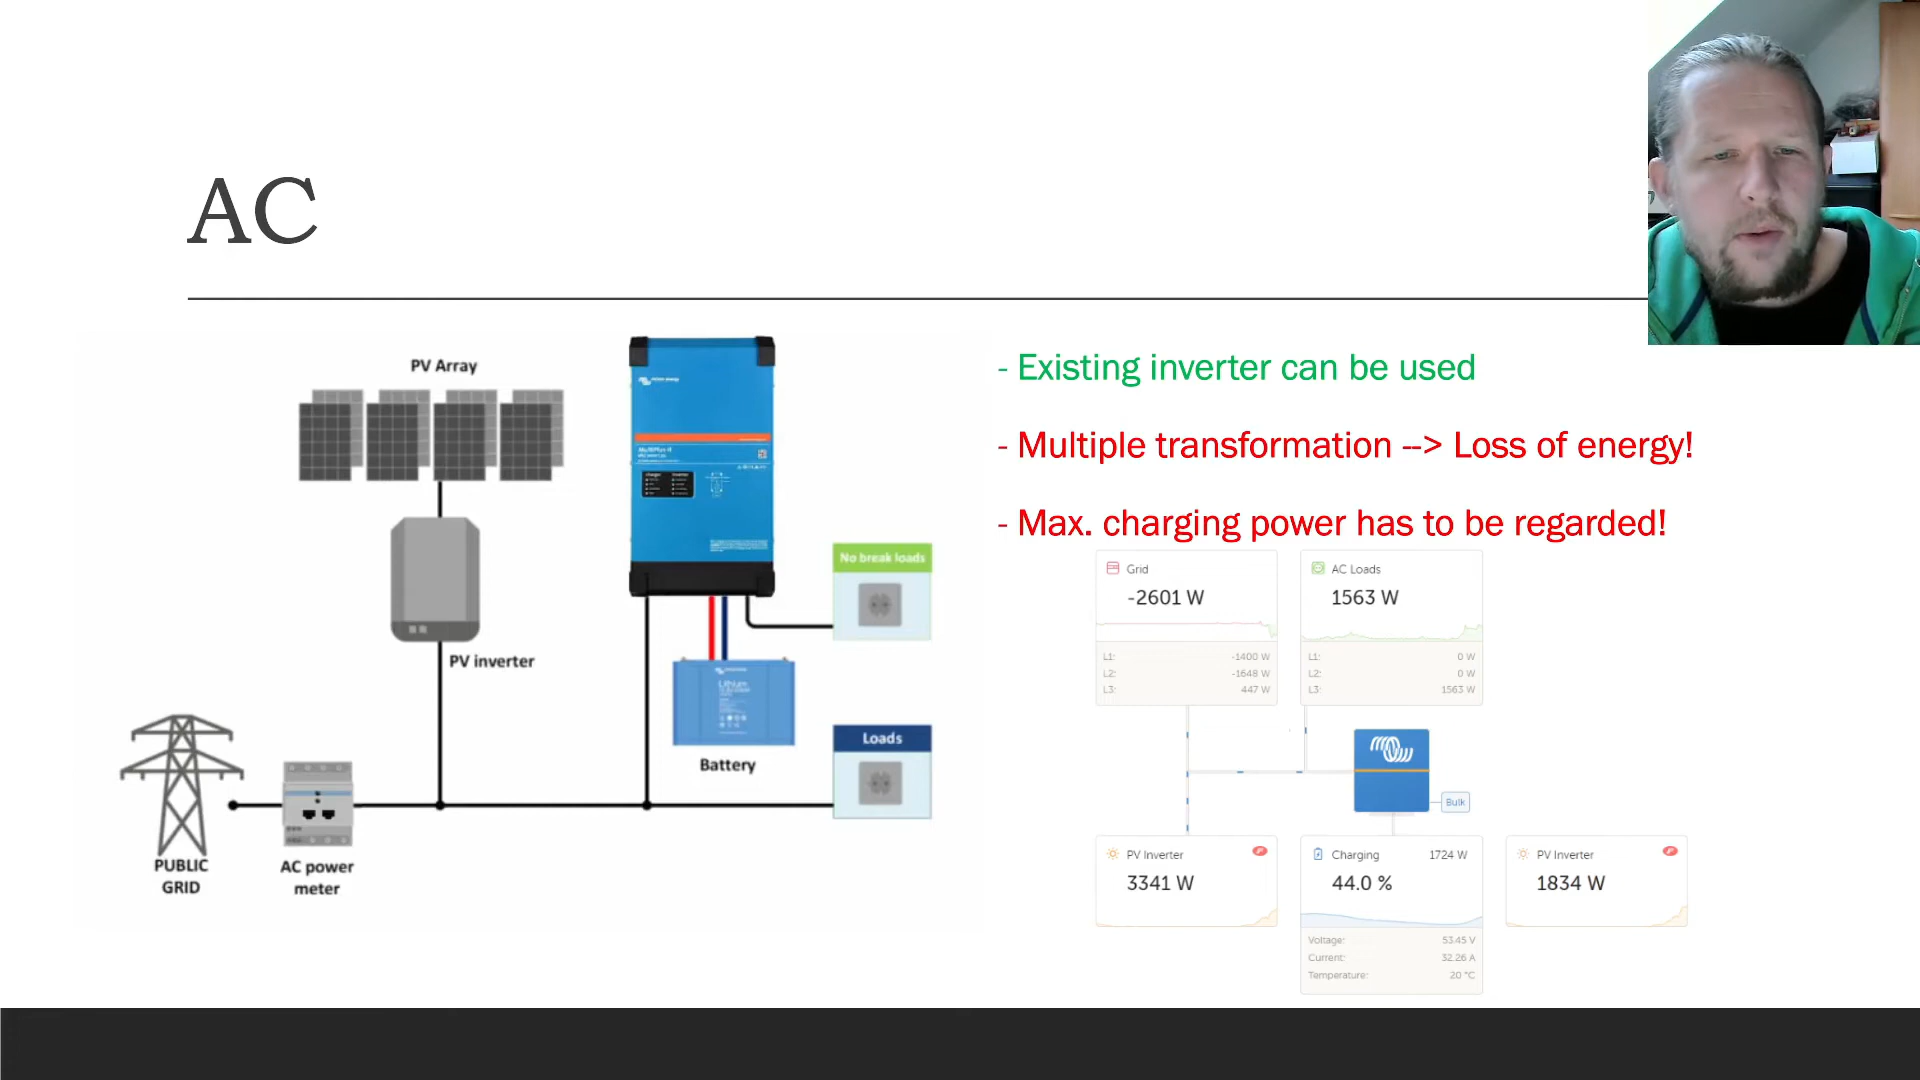 AC
PV Array
PV inverter
PUBLIC
GRID
AC power
meter
No break loads
Battery
Loads
- Existing inverter can be used
- Multiple transformation --> Loss of energy!
- Max. charging power has to be regarded!
Grid
-2601 W
L1: -1400 W
L2: -1648 W
L3: 447 W
AC Loads
1563 W
L1: 0 W
L2: 0 W
L3: 1563 W
Bulk
PV Inverter
3341 W
Charging 1724 W
44.0 %
Voltage: 53.45 V
Current: 32.26 A
Temperature: 20 °C
PV Inverter
1834 W